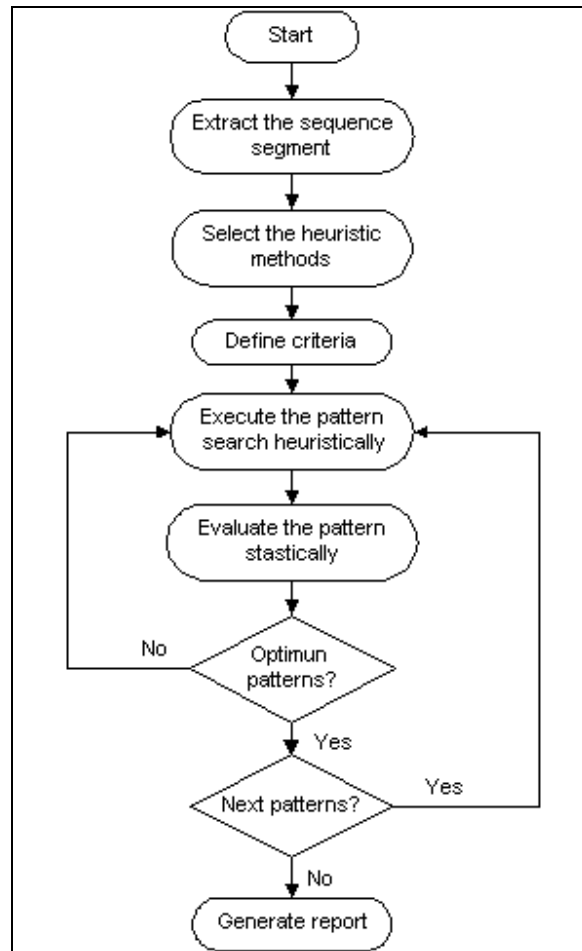 Start
Extract the sequence
segment
Select the heuristic
methods
Define criteria
Execute the pattern
search heuristically
Evaluate the pattern
stastically
No
Optimun
patterns?
Yes
Next patterns?
Yes
No
Generate report